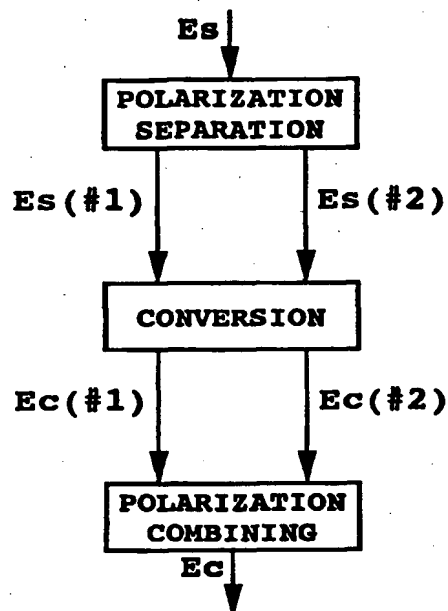 Es
POLARIZATION
SEPARATION
Es(#1) Es(#2)
CONVERSION
Ec(#1) Ec(#2)
POLARIZATION
COMBINING
Ec